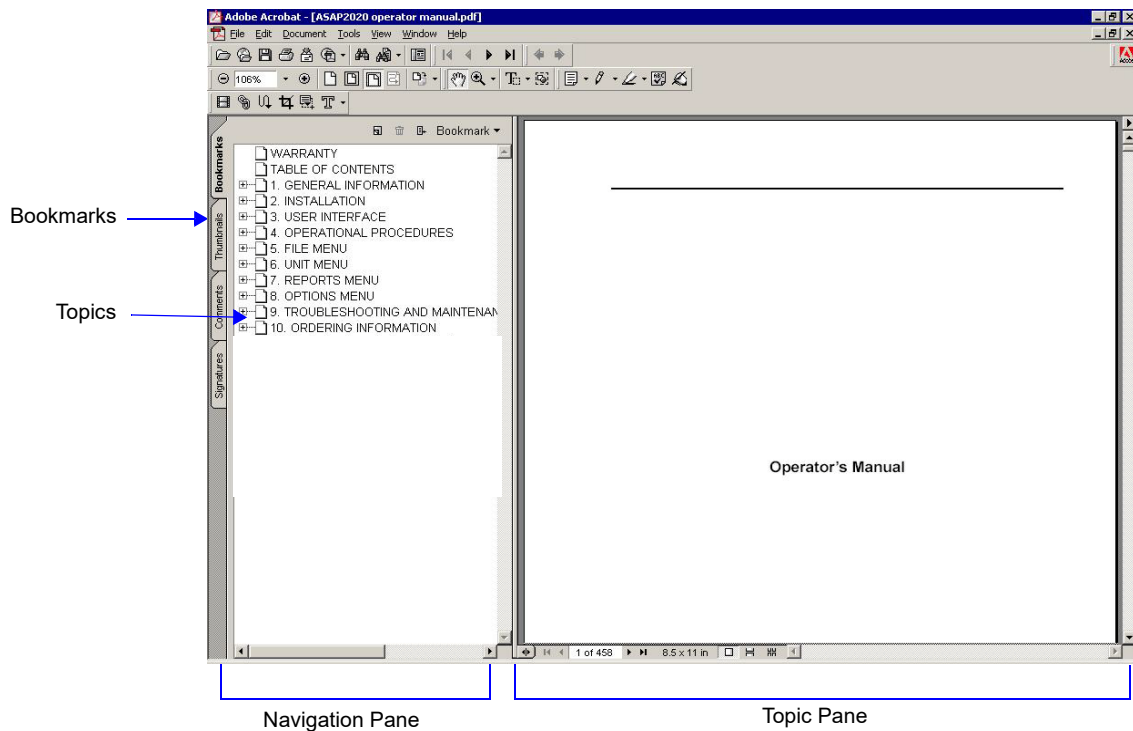 Adobe Acrobat - [ASAP2020 operator manual.pdf]
File Edit Document Tools View Window Help
106%
Bookmark
Bookmarks
Thumbnails
Comments
Signatures
WARRANTY
TABLE OF CONTENTS
1. GENERAL INFORMATION
2. INSTALLATION
3. USER INTERFACE
4. OPERATIONAL PROCEDURES
5. FILE MENU
6. UNIT MENU
7. REPORTS MENU
8. OPTIONS MENU
9. TROUBLESHOOTING AND MAINTENAN
10. ORDERING INFORMATION
Bookmarks
Topics
Operator's Manual
1 of 458
8.5 x 11 in
Navigation Pane
Topic Pane